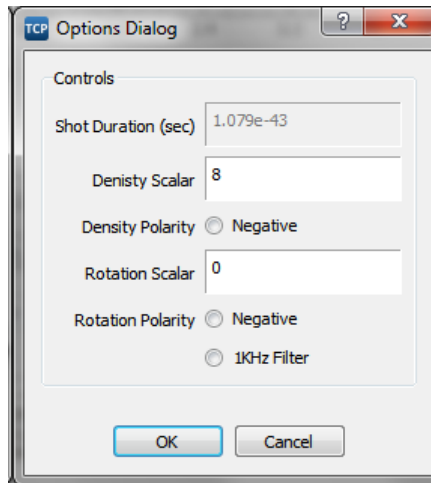 TCP Options Dialog ? X
Controls
Shot Duration (sec) 1.079e-43
Denisty Scalar 8
Density Polarity Negative
Rotation Scalar 0
Rotation Polarity Negative
1KHz Filter
OK Cancel